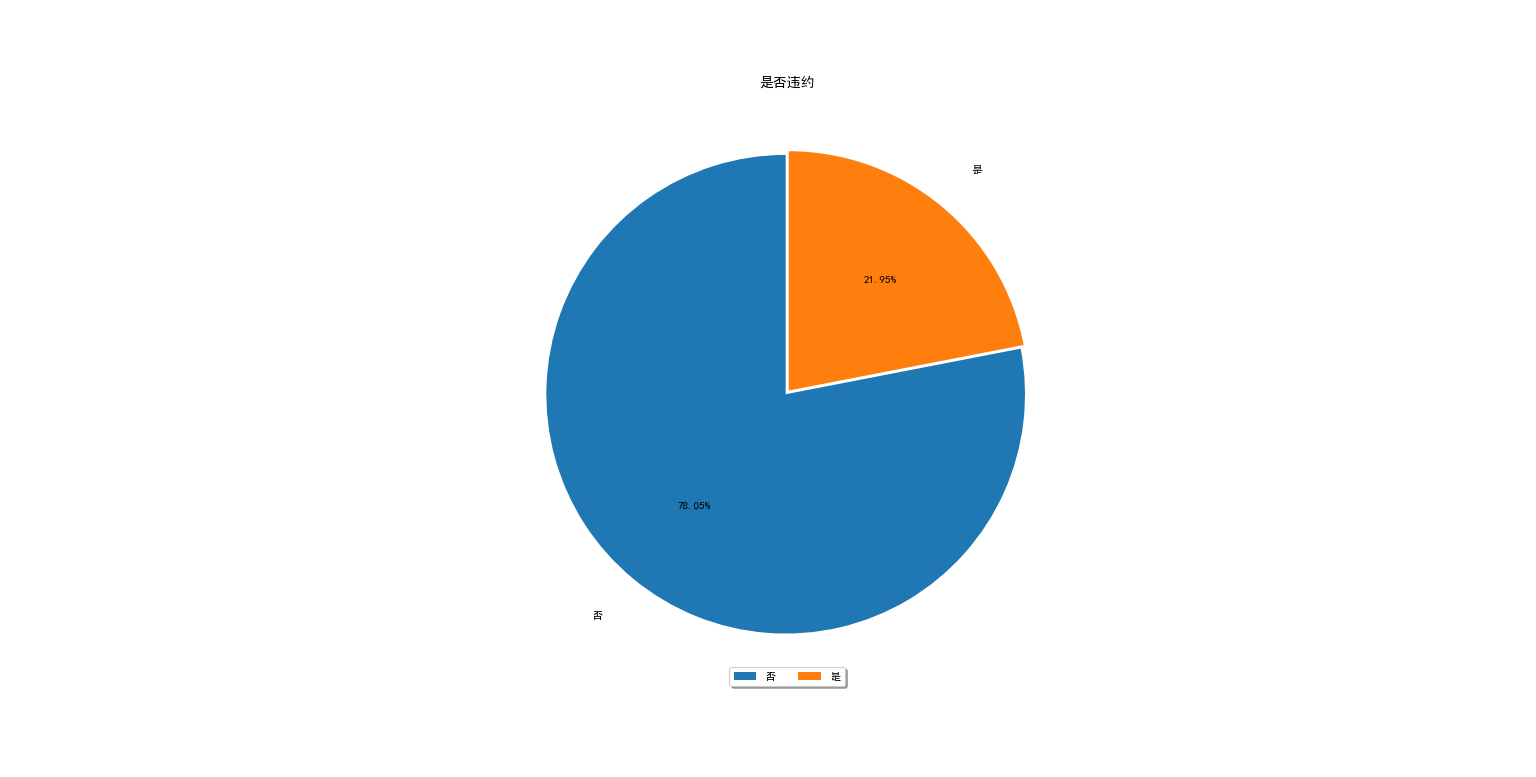 是否违约
是
21.95%
78.05%
否
否 是